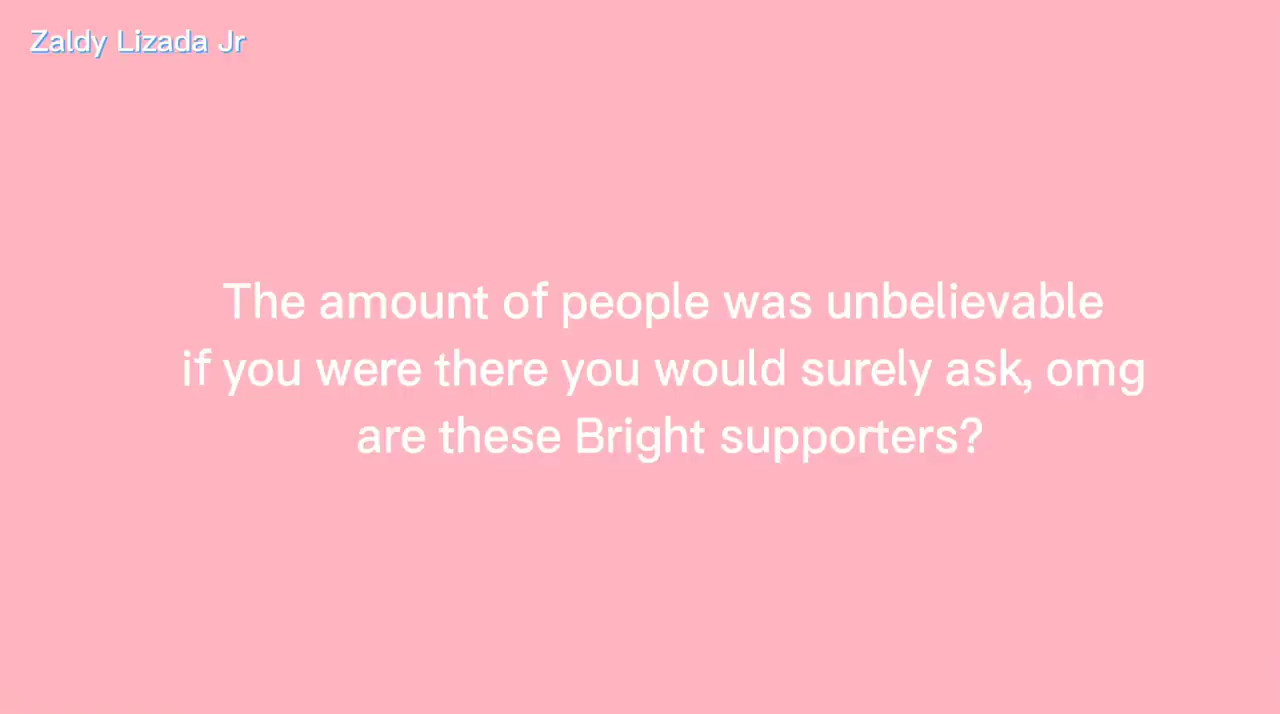 Zaldy Lizada Jr
The amount of people was unbelievable
if you were there you would surely ask, omg
are these Bright supporters?